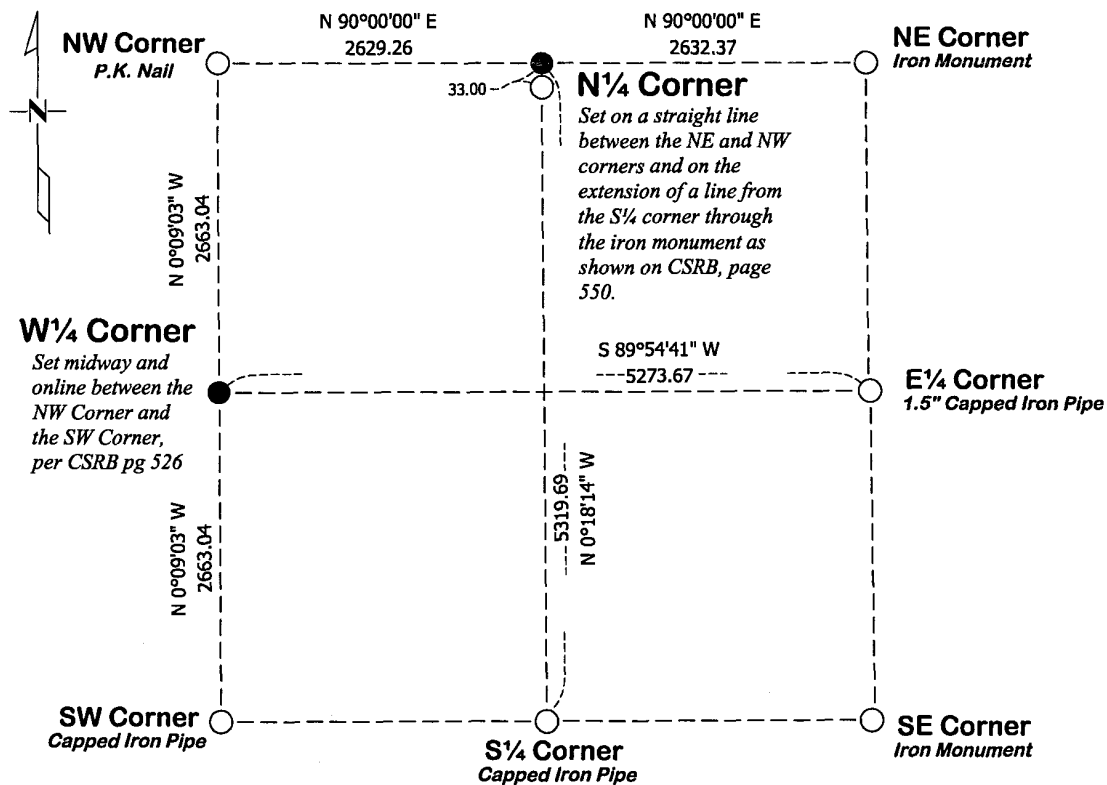 N 90°00'00" E
2629.26
N 90°00'00" E
2632.37
NW Corner
P.K. Nail
NE Corner
Iron Monument
N
33.00
N¼ Corner
Set on a straight line
between the NE and NW
corners and on the
extension of a line from
the S¼ corner through
the iron monument as
shown on CSRB, page
550.
N 0°09'03" W
2663.04
W¼ Corner
Set midway and
online between the
NW Corner and
the SW Corner,
per CSRB pg 526
S 89°54'41" W
5273.67
E¼ Corner
1.5" Capped Iron Pipe
5319.69
N 0°18'14" W
N 0°09'03" W
2663.04
SW Corner
Capped Iron Pipe
S¼ Corner
Capped Iron Pipe
SE Corner
Iron Monument